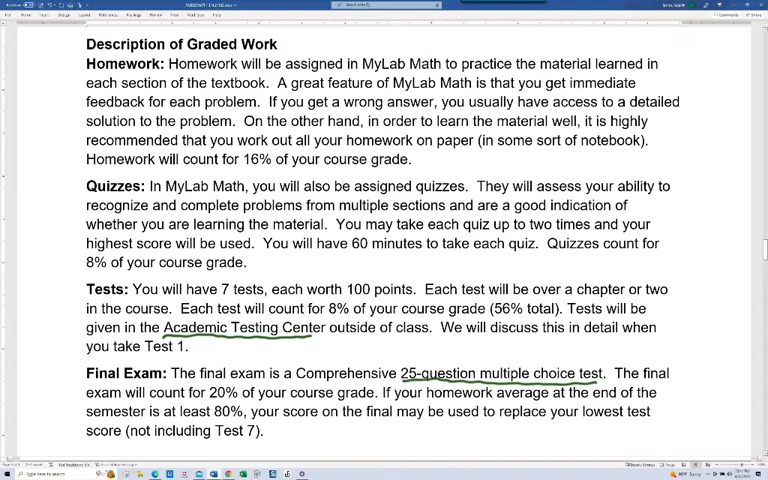 Description of Graded Work
Homework: Homework will be assigned in MyLab Math to practice the material learned in
each section of the textbook. A great feature of MyLab Math is that you get immediate
feedback for each problem. If you get a wrong answer, you usually have access to a detailed
solution to the problem. On the other hand, in order to learn the material well, it is highly
recommended that you work out all your homework on paper (in some sort of notebook).
Homework will count for 16% of your course grade.
Quizzes: In MyLab Math, you will also be assigned quizzes. They will assess your ability to
recognize and complete problems from multiple sections and are a good indication of
whether you are learning the material. You may take each quiz up to two times and your
highest score will be used. You will have 60 minutes to take each quiz. Quizzes count for
8% of your course grade.
Tests: You will have 7 tests, each worth 100 points. Each test will be over a chapter or two
in the course. Each test will count for 8% of your course grade (56% total). Tests will be
given in the Academic Testing Center outside of class. We will discuss this in detail when
you take Test 1.
Final Exam: The final exam is a Comprehensive 25-question multiple choice test. The final
exam will count for 20% of your course grade. If your homework average at the end of the
semester is at least 80%, your score on the final may be used to replace your lowest test
score (not including Test 7).
Type here to search